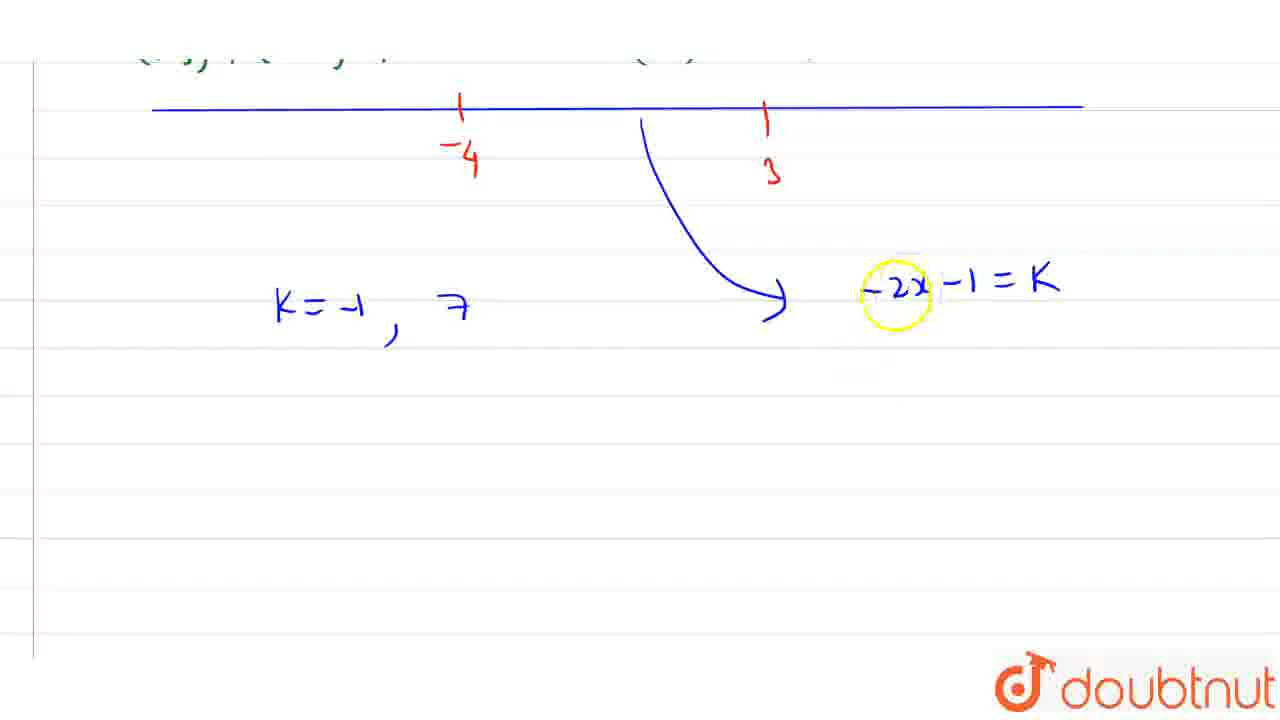 -4 3
-2x - 1 = K
K = -1, 7
doubtnut